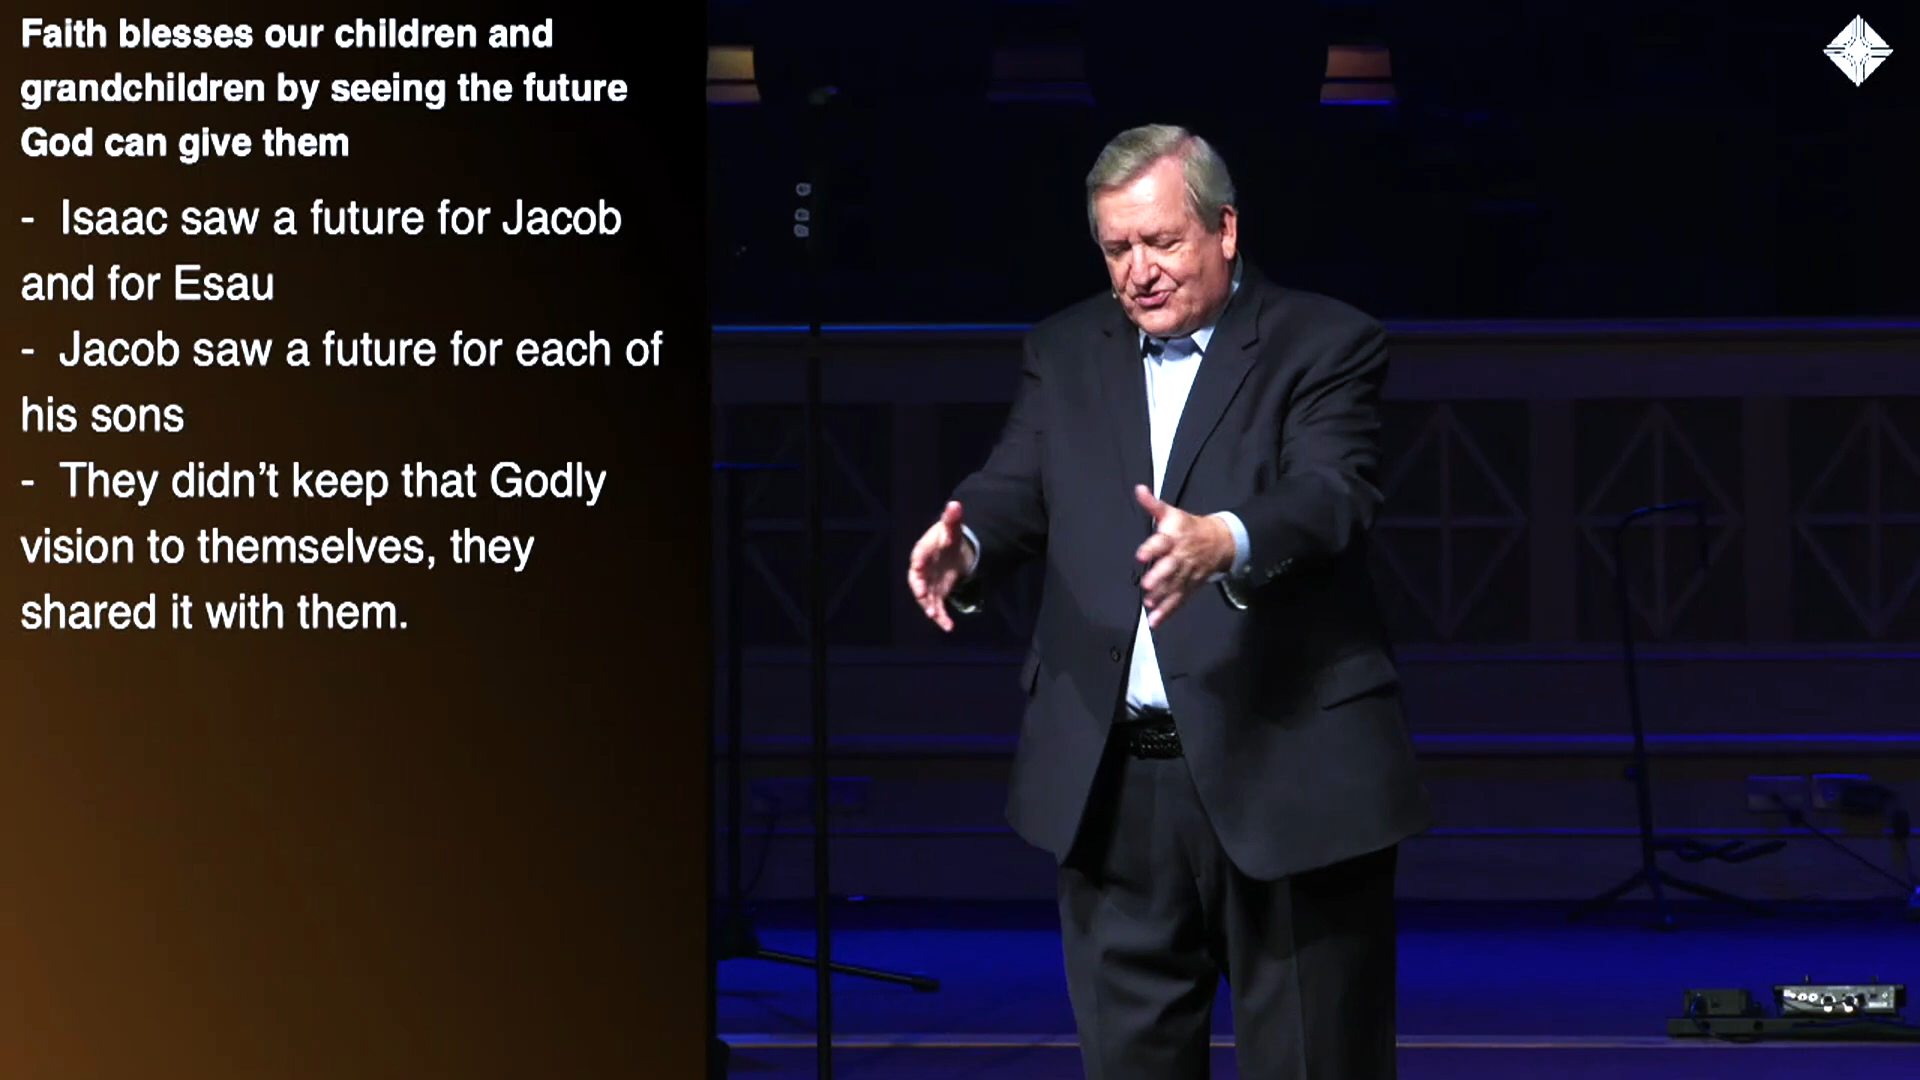 Faith blesses our children and
grandchildren by seeing the future
God can give them
- Isaac saw a future for Jacob
and for Esau
- Jacob saw a future for each of
his sons
- They didn’t keep that Godly
vision to themselves, they
shared it with them.